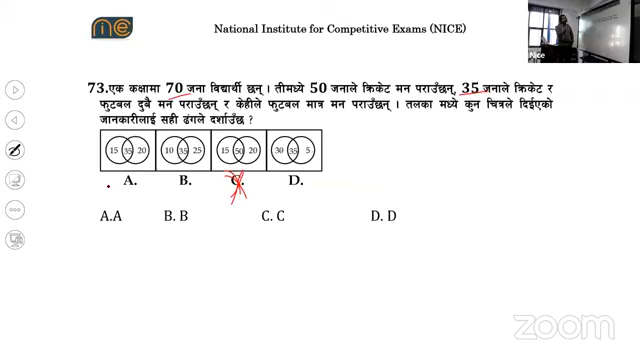 nie
National Institute for Competitive Exams (NICE)
Nice
73.एक कक्षामा 70 जना विद्यार्थी छन् । तीमध्ये 50 जनाले क्रिकेट मन पराउँछन्, 35 जनाले क्रिकेट र
फुटबल दुबै मन पराउँछन् र केहीले फुटबल मात्र मन पराउँछन् । तलका मध्ये कुन चित्रले दिईएको
जानकारीलाई सही ढंगले दर्शाउँछ ?
15 35 20 10 35 25 15 50 20 30 35 5
A. B. C. D.
A.A B. B C. C D. D
zoom